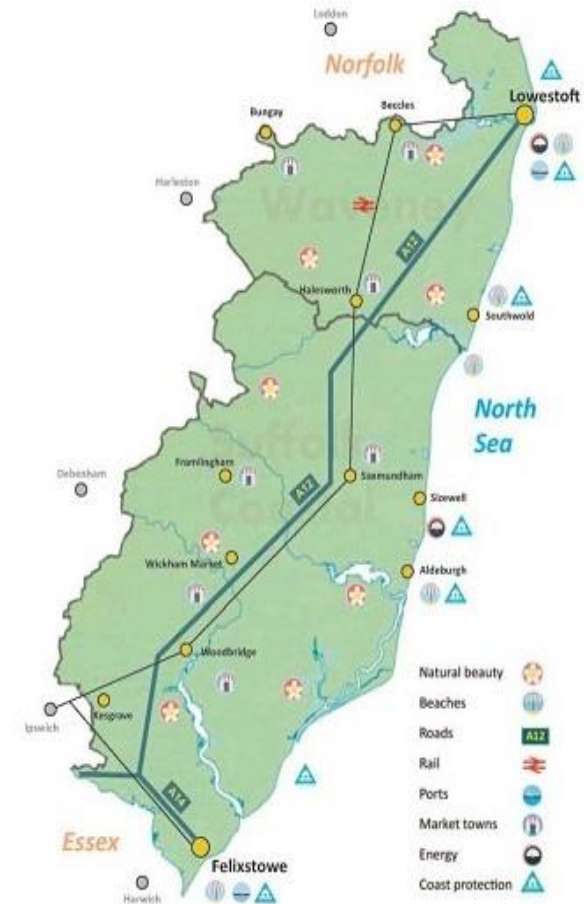 Loddon
Norfolk
Lowestoft
Beccles
Bungay
Harleston
Waveney
A12
Halesworth
Southwold
North
Sea
Suffolk
Coastal
Framlingham
Saxmundham
Debenham
A12
Sizewell
Wickham Market
Aldeburgh
Woodbridge
Ipswich
Kesgrave
A14
Essex
Felixstowe
Harwich
Natural beauty
Beaches
Roads A12
Rail
Ports
Market towns
Energy
Coast protection